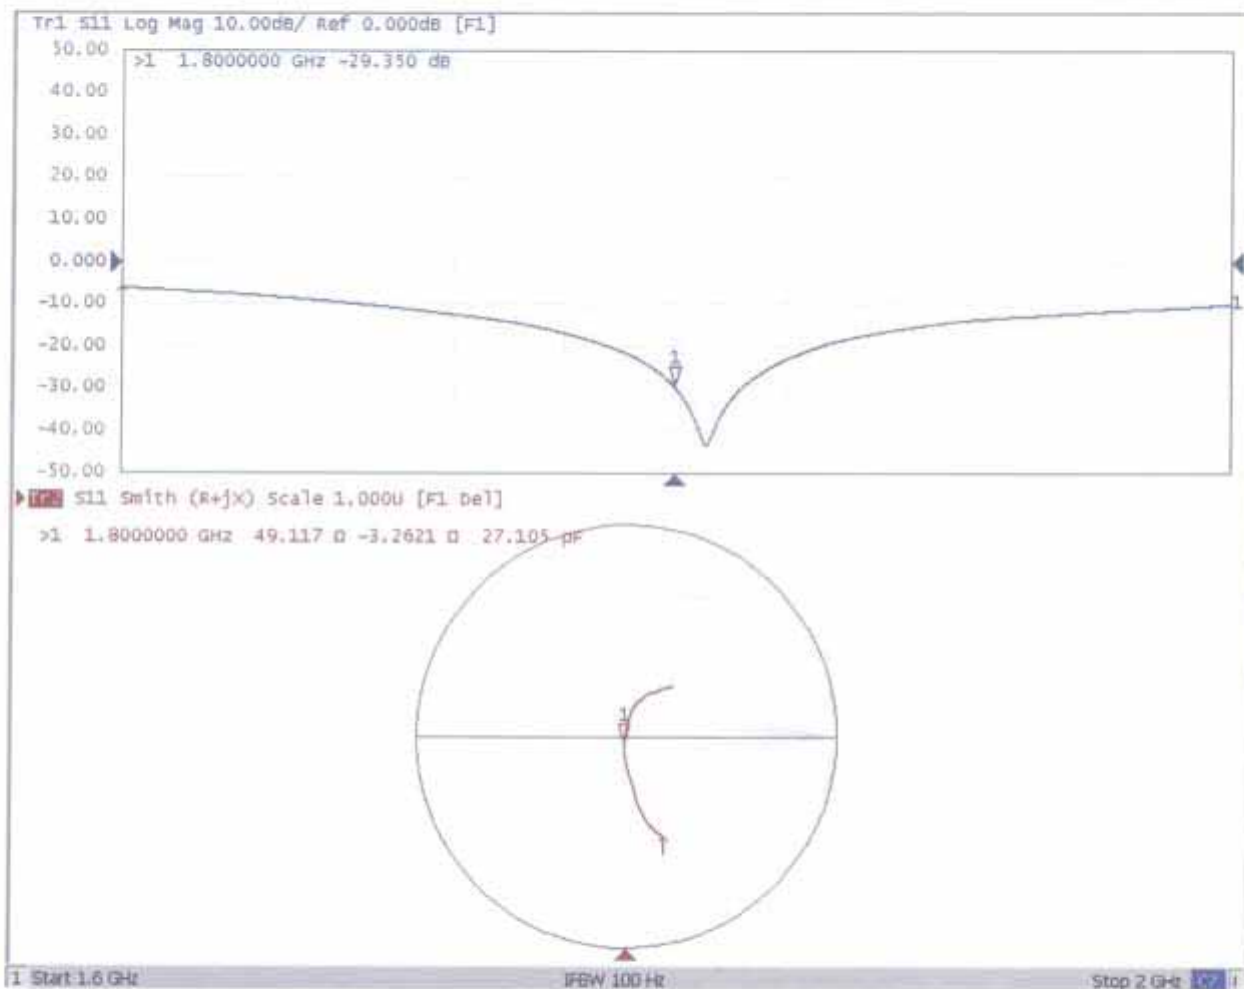 Tr1 S11 Log Mag 10.00dB/ Ref 0.000dB [F1]
50.00
>1 1.8000000 GHz -29.350 dB
40.00
30.00
20.00
10.00
0.000
-10.00
1
-20.00
1
-30.00
-40.00
-50.00
Tr2 S11 Smith (R+jX) Scale 1.000U [F1 Del]
>1 1.8000000 GHz 49.117 Ω -3.2621 Ω 27.105 pF
1
1 Start 1.6 GHz IFBW 100 Hz Stop 2 GHz